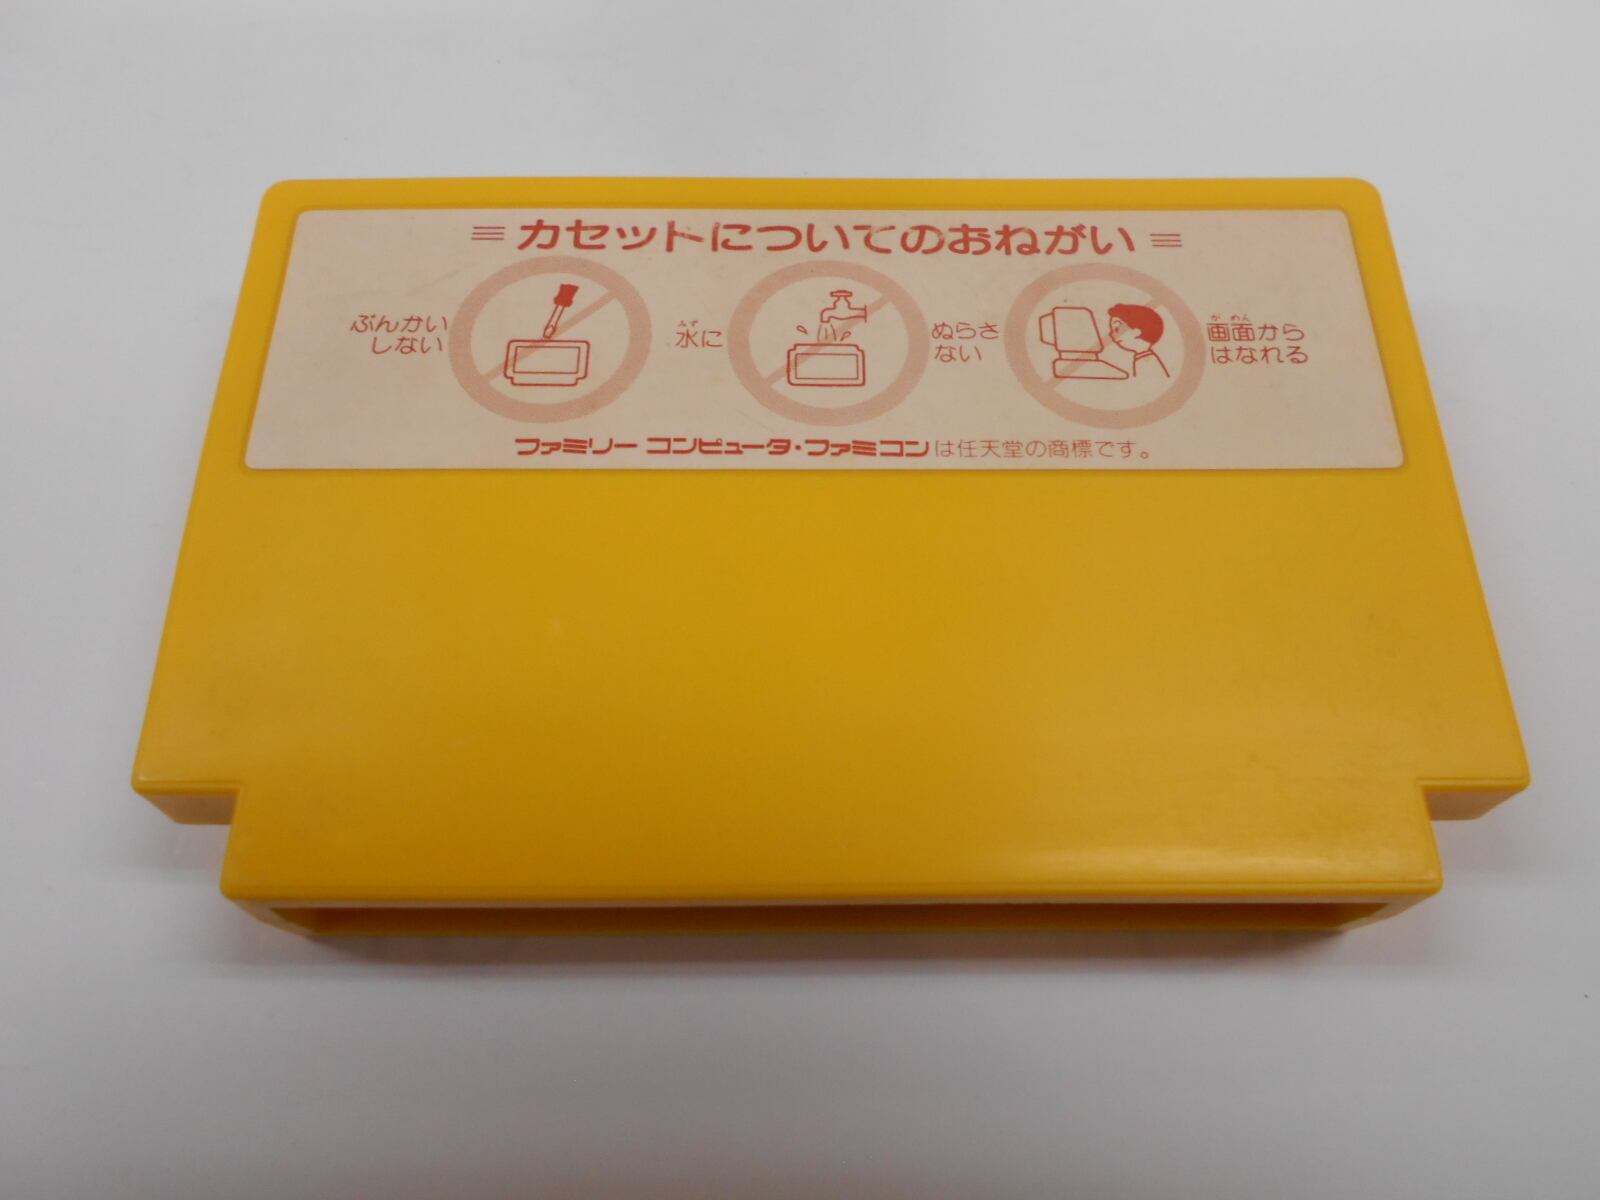 カセットについてのおねがい
ぶんかい
しない
みず
水に
ぬらさ
ない
が めん
画面から
はなれる
ファミリー コンピュータ・ファミコンは任天堂の商標です。